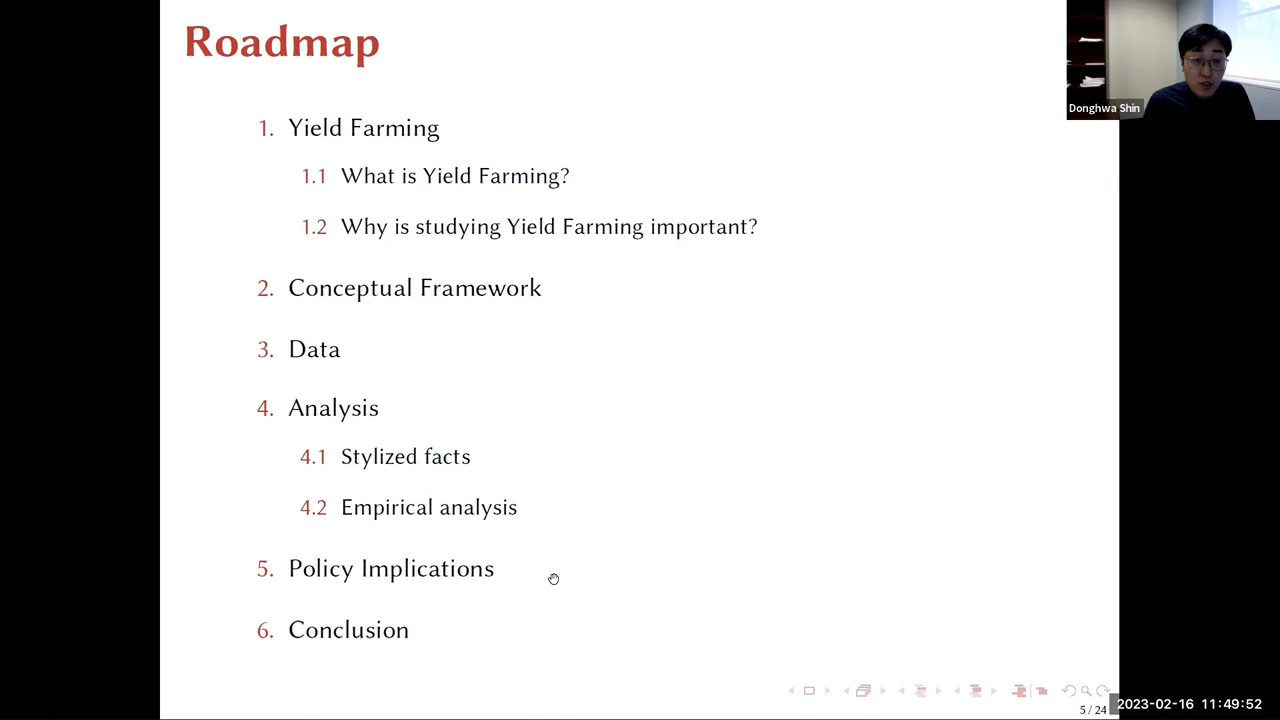 Roadmap
Donghwa Shin
1. Yield Farming
1.1 What is Yield Farming?
1.2 Why is studying Yield Farming important?
2. Conceptual Framework
3. Data
4. Analysis
4.1 Stylized facts
4.2 Empirical analysis
5. Policy Implications
6. Conclusion
5 / 24
2023-02-16 11:49:52